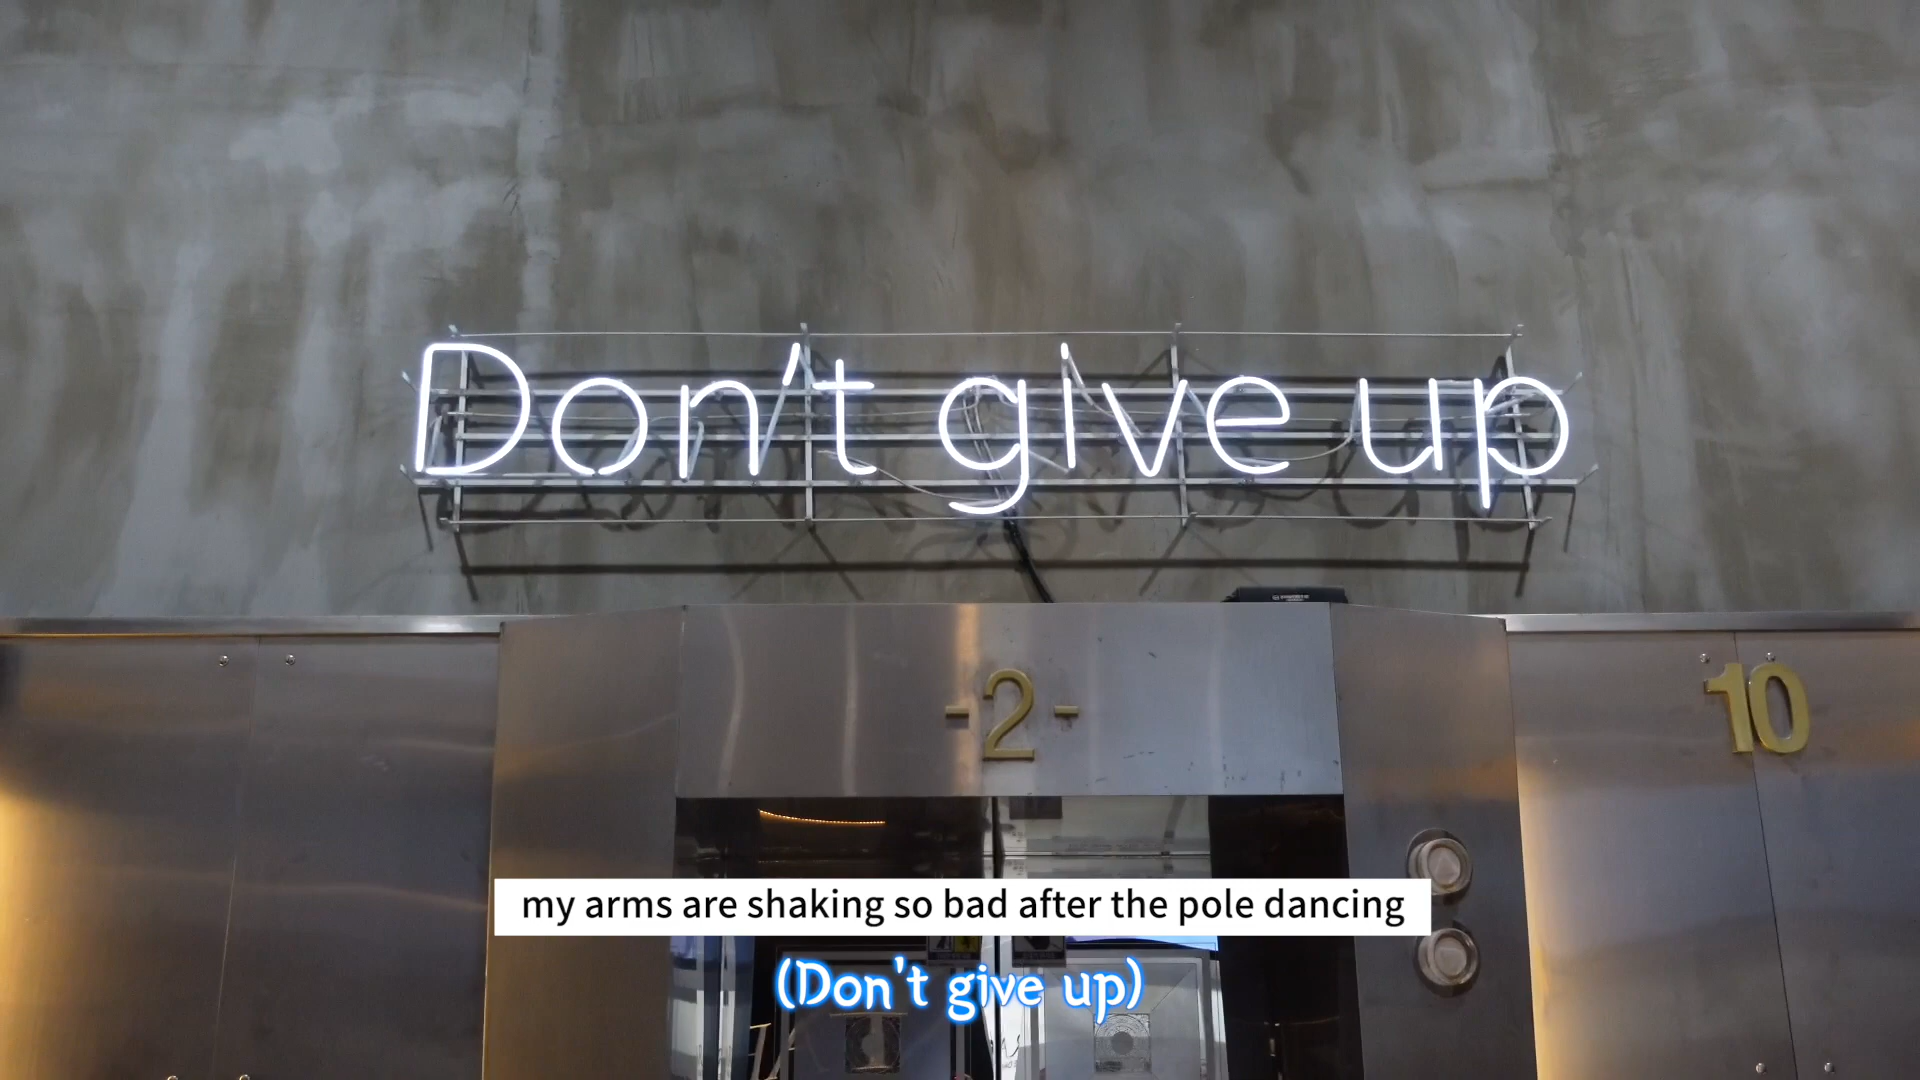 Don't give up
-2-
10
my arms are shaking so bad after the pole dancing
(Don't give up)